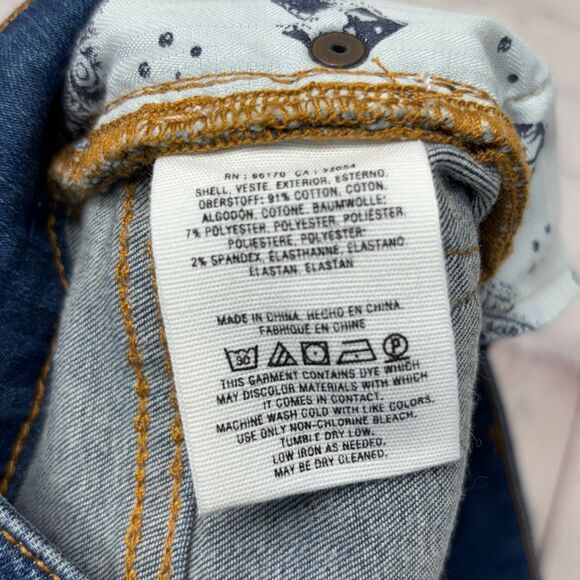 RN: 66170 CA: 32054
SHELL, VESTE, EXTERIOR, ESTERNO,
OBERSTOFF: 91% COTTON, COTON,
ALGODÓN, COTONE, BAUMWOLLE;
7% POLYESTER, POLYESTER, POLIÉSTER,
POLIESTERE, POLYESTER;
2% SPANDEX, ÉLASTHANNE, ELASTANO,
ELASTAN, ELASTAN
MADE IN CHINA, HECHO EN CHINA,
FABRIQUÉ EN CHINE
30 P
THIS GARMENT CONTAINS DYE WHICH
MAY DISCOLOR MATERIALS WITH WHICH
IT COMES IN CONTACT.
MACHINE WASH COLD WITH LIKE COLORS.
USE ONLY NON-CHLORINE BLEACH.
TUMBLE DRY LOW.
LOW IRON AS NEEDED.
MAY BE DRY CLEANED.